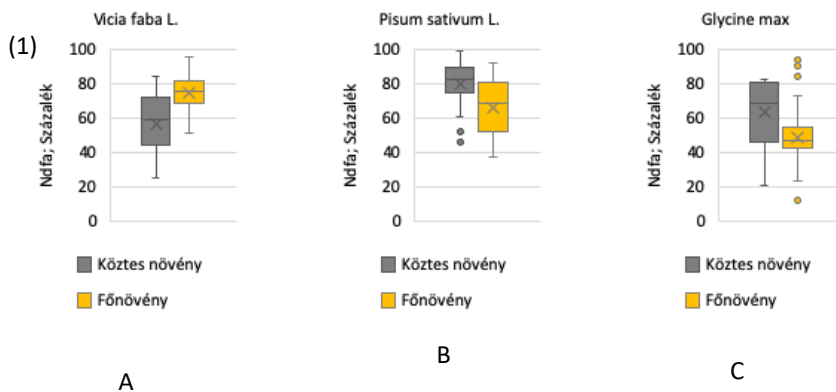 (1)
Vicia faba L.
Ndfa; Százalék
100
80
60
40
20
0
Köztes növény
Főnövény
A
Pisum sativum L.
Ndfa; Százalék
100
80
60
40
20
0
Köztes növény
Főnövény
B
Glycine max
Ndfa; Százalék
100
80
60
40
20
0
Köztes növény
Főnövény
C